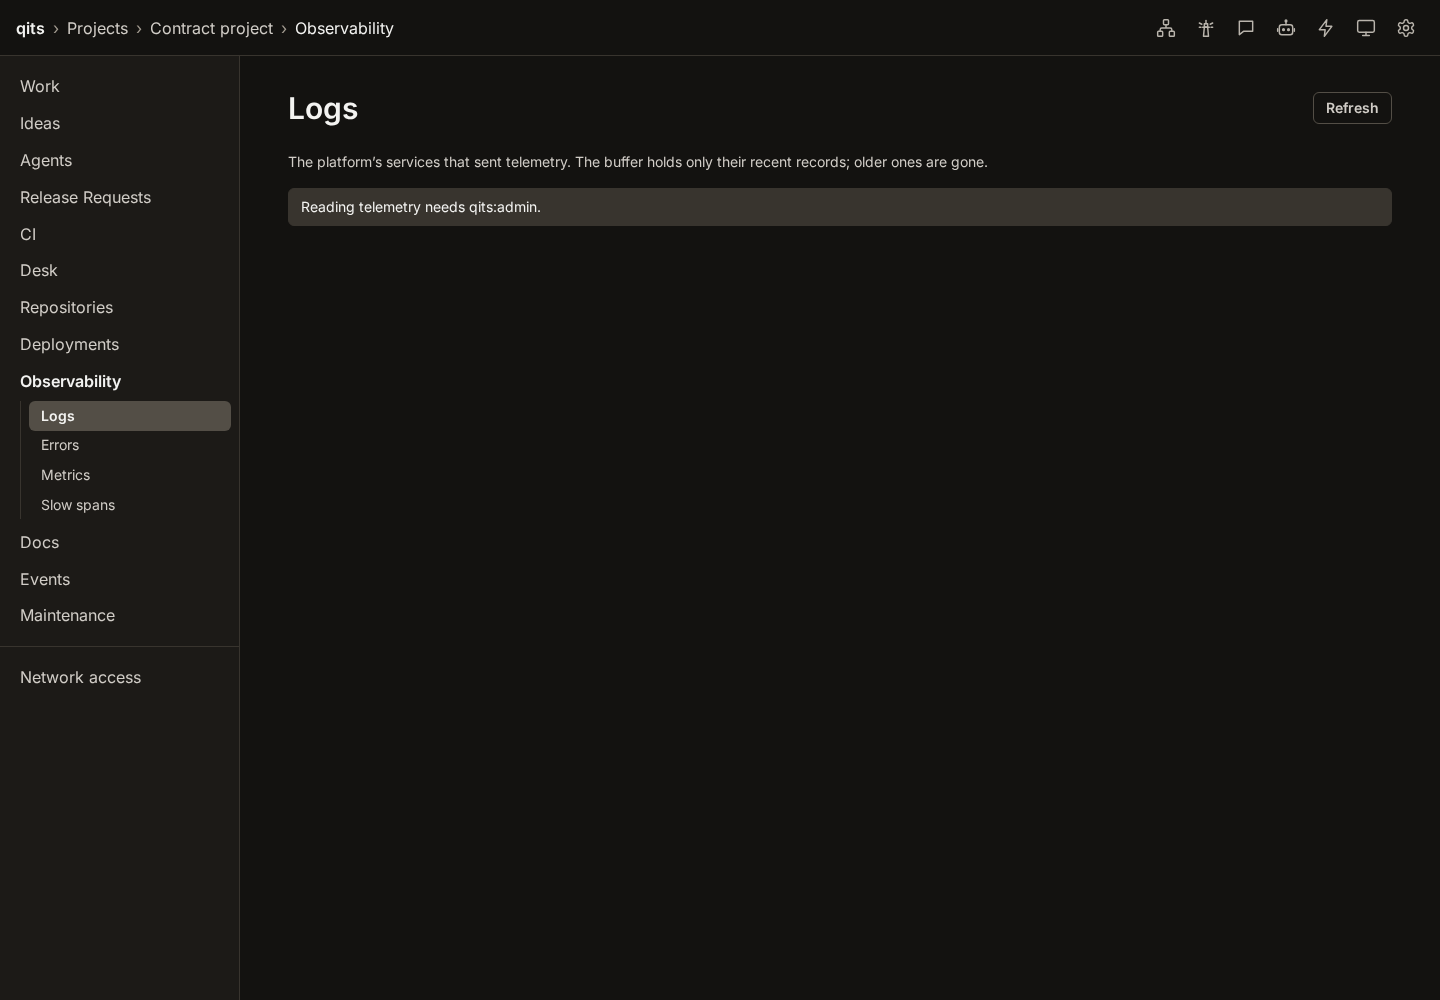 qits › Projects › Contract project › Observability
Work
Ideas
Agents
Release Requests
CI
Desk
Repositories
Deployments
Observability
Logs
Errors
Metrics
Slow spans
Docs
Events
Maintenance
Network access
Logs
Refresh
The platform’s services that sent telemetry. The buffer holds only their recent records; older ones are gone.
Reading telemetry needs qits:admin.